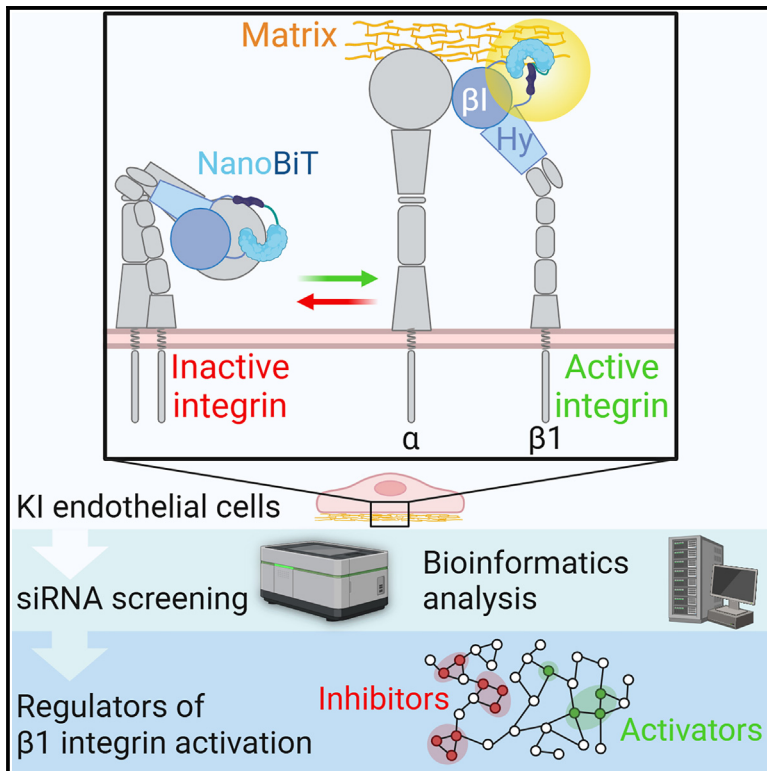 Matrix
βI
Hy
NanoBiT
Inactive
integrin
Active
integrin
α
β1
KI endothelial cells
siRNA screening
Bioinformatics
analysis
Regulators of
β1 integrin activation
Inhibitors
Activators